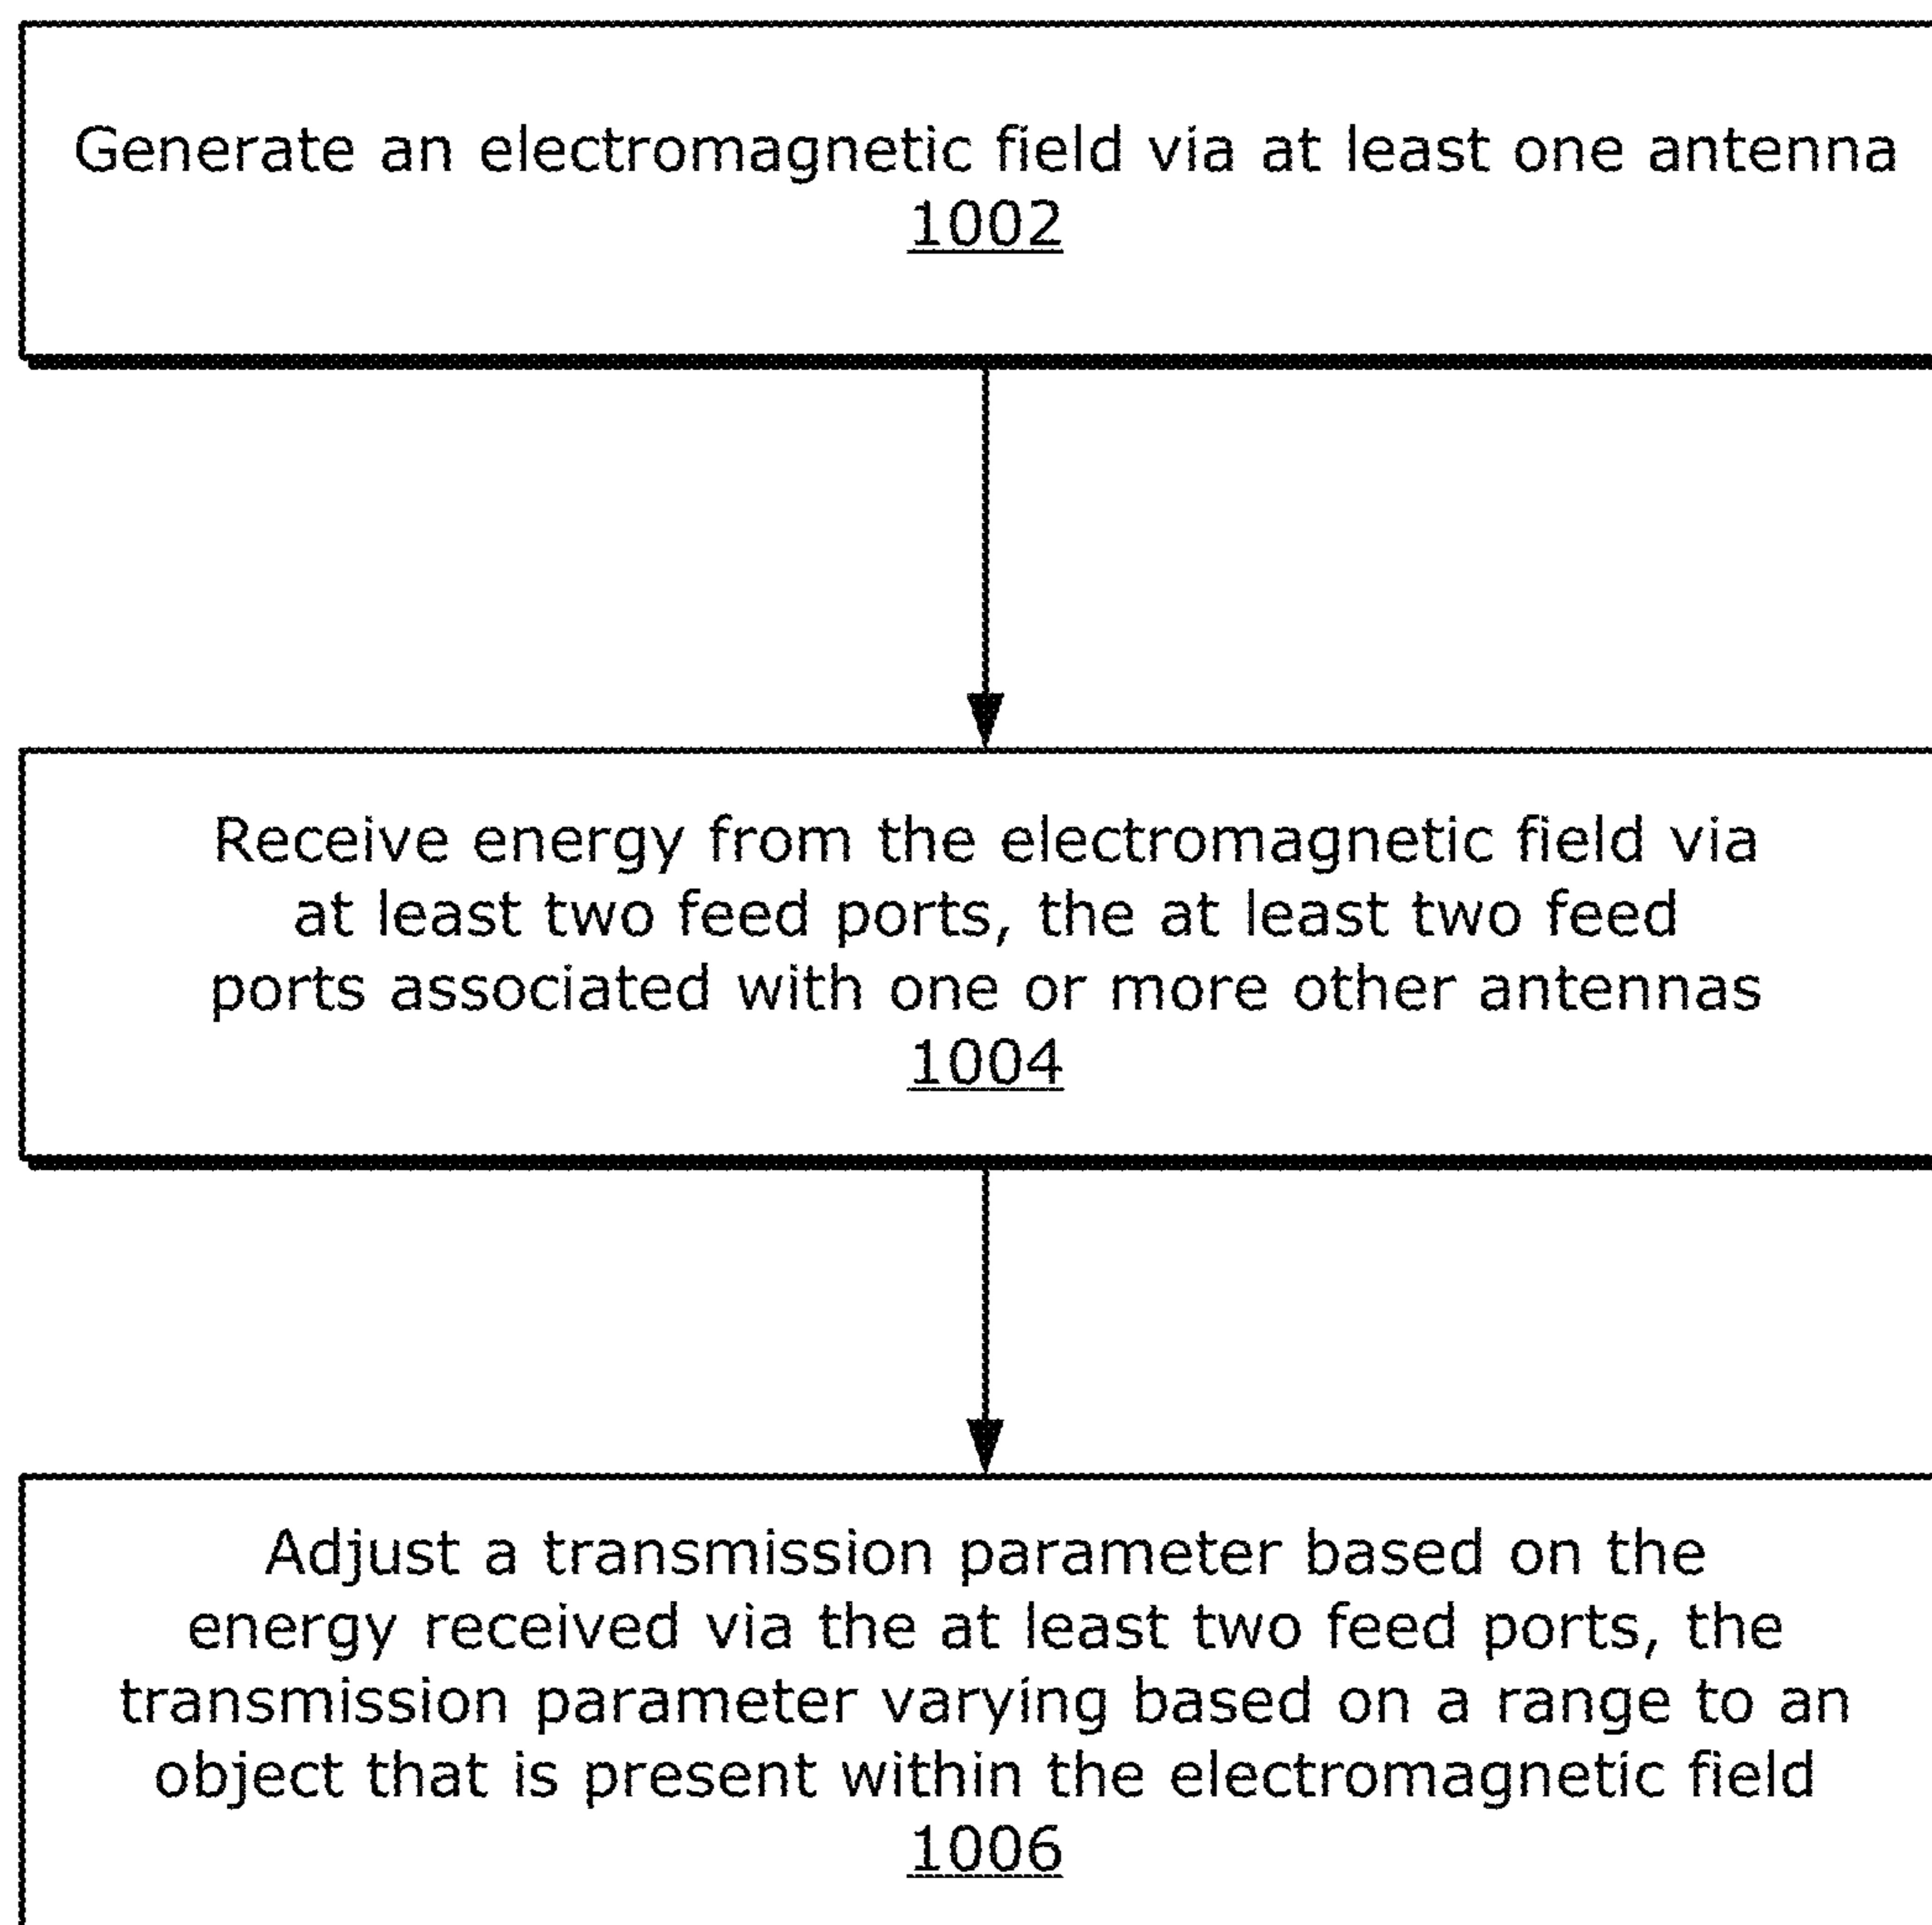 Generate an electromagnetic field via at least one antenna
1002
Receive energy from the electromagnetic field via
at least two feed ports, the at least two feed
ports associated with one or more other antennas
1004
Adjust a transmission parameter based on the
energy received via the at least two feed ports, the
transmission parameter varying based on a range to an
object that is present within the electromagnetic field
1006